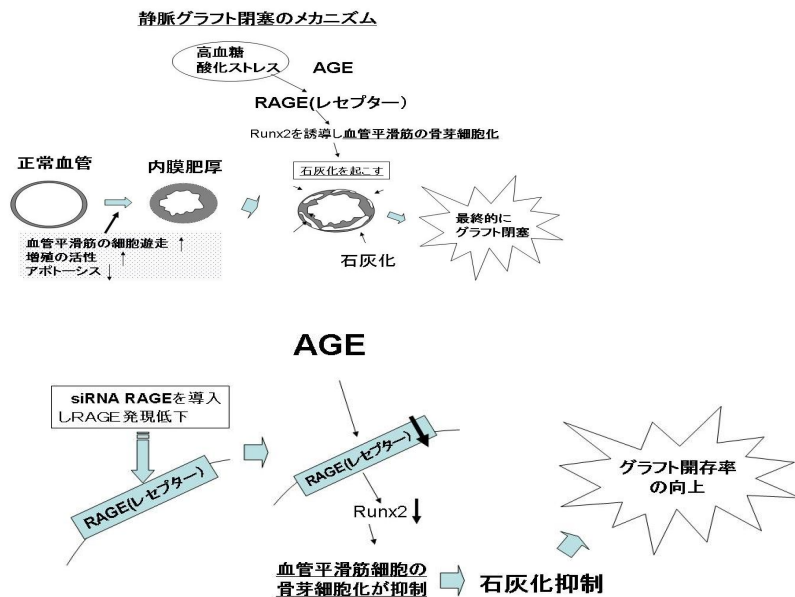 静脈グラフト閉塞のメカニズム
高血糖
酸化ストレス
AGE
RAGE(レセプター)
Runx2を誘導し血管平滑筋の骨芽細胞化
石灰化を起こす
正常血管
内膜肥厚
血管平滑筋の細胞遊走 ↑
増殖の活性 ↑
アポトーシス ↓
石灰化
最終的に
グラフト閉塞
AGE
siRNA RAGEを導入
しRAGE発現低下
RAGE(レセプター)
RAGE(レセプター)
Runx2
血管平滑筋細胞の
骨芽細胞化が抑制
石灰化抑制
グラフト開存率
の向上